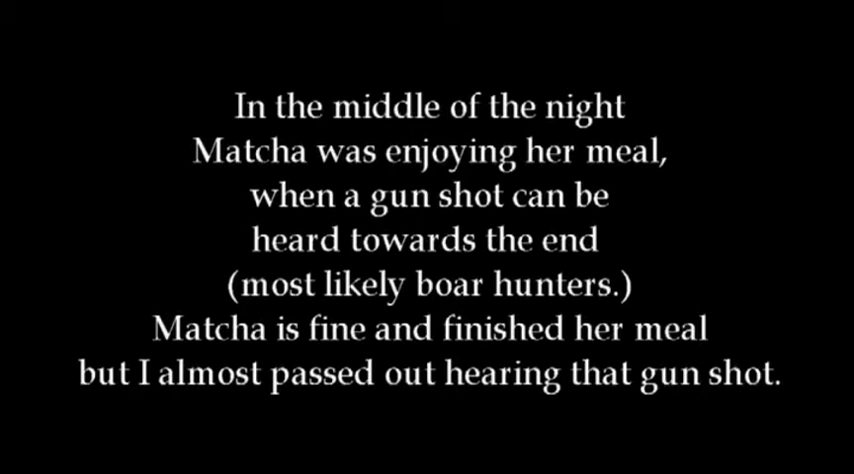 In the middle of the night
Matcha was enjoying her meal,
when a gun shot can be
heard towards the end
(most likely boar hunters.)
Matcha is fine and finished her meal
but I almost passed out hearing that gun shot.